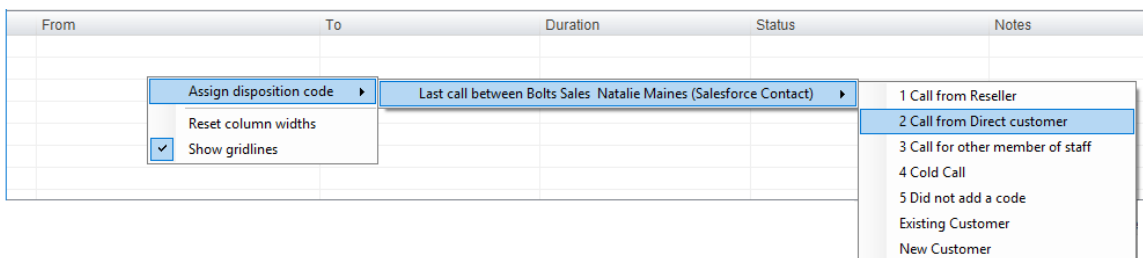 From To Duration Status Notes
Assign disposition code Last call between Bolts Sales  Natalie Maines (Salesforce Contact) 1 Call from Reseller
Reset column widths 2 Call from Direct customer
Show gridlines 3 Call for other member of staff
4 Cold Call
5 Did not add a code
Existing Customer
New Customer